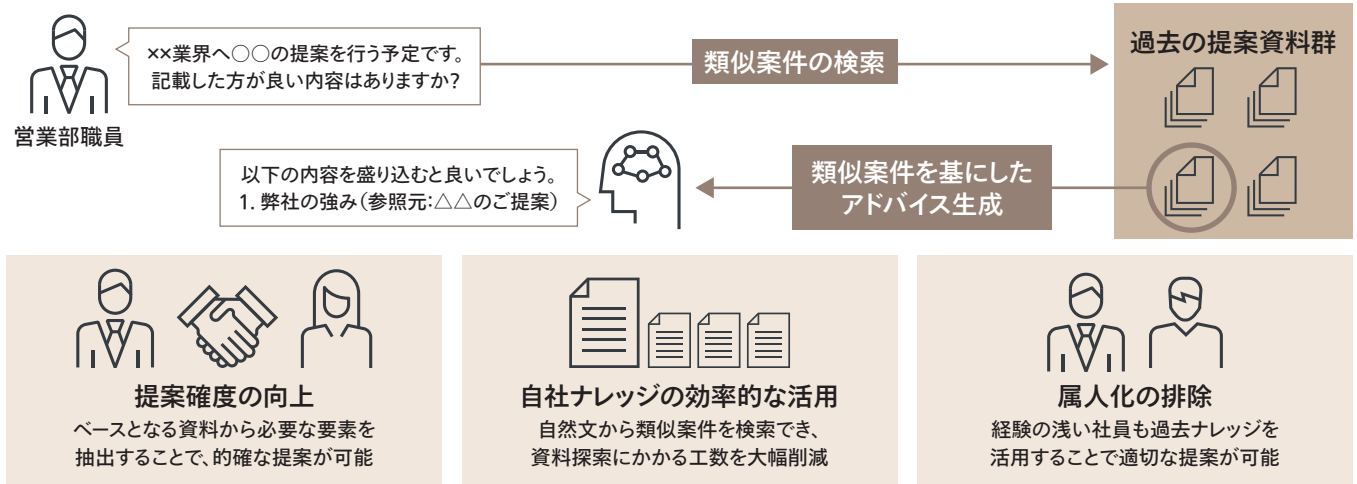 ××業界へ○○の提案を行う予定です。
記載した方が良い内容はありますか?
営業部職員
類似案件の検索
過去の提案資料群
以下の内容を盛り込むと良いでしょう。
1. 弊社の強み(参照元:△△のご提案)
類似案件を基にした
アドバイス生成
提案確度の向上
ベースとなる資料から必要な要素を
抽出することで、的確な提案が可能
自社ナレッジの効率的な活用
自然文から類似案件を検索でき、
資料探索にかかる工数を大幅削減
属人化の排除
経験の浅い社員も過去ナレッジを
活用することで適切な提案が可能